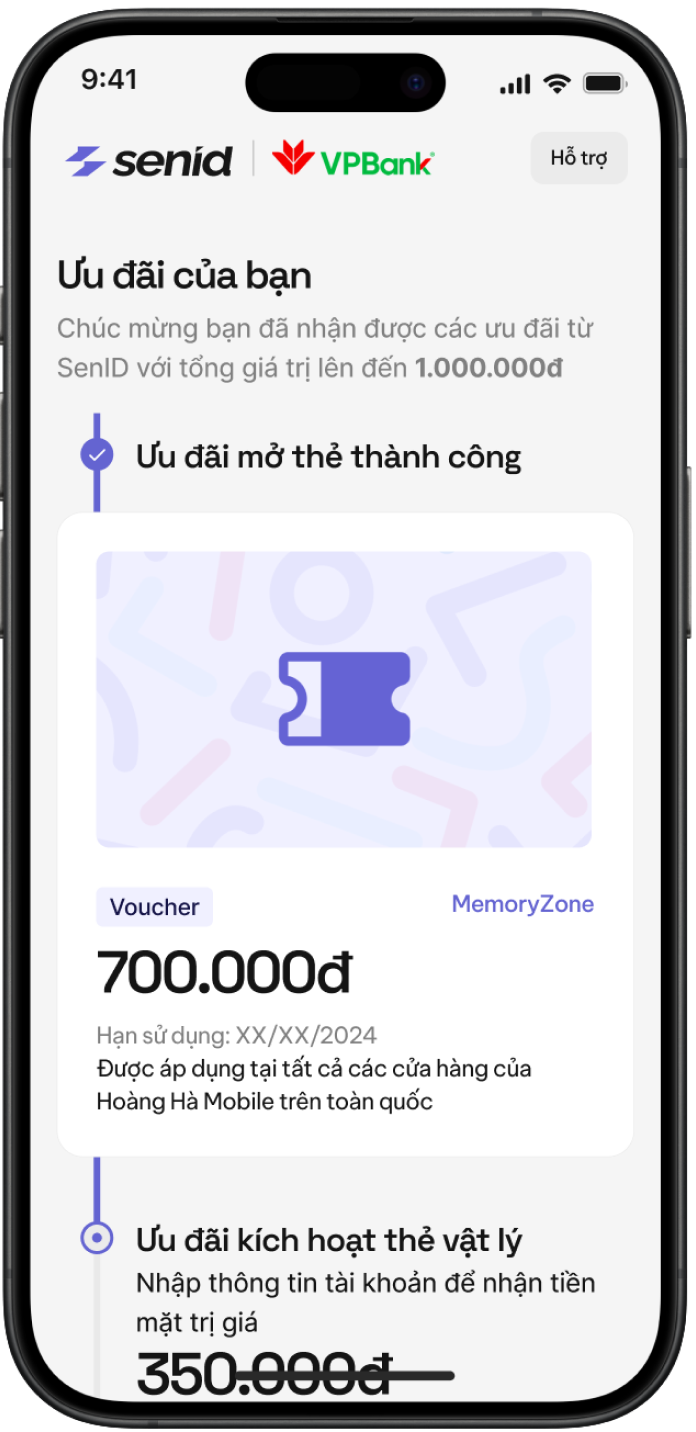 9:41
senid
VPBank
Hỗ trợ
Ưu đãi của bạn
Chúc mừng bạn đã nhận được các ưu đãi từ
SenID với tổng giá trị lên đến 1.000.000đ
Ưu đãi mở thẻ thành công
Voucher
MemoryZone
700.000đ
Hạn sử dụng: XX/XX/2024
Được áp dụng tại tất cả các cửa hàng của
Hoàng Hà Mobile trên toàn quốc
Ưu đãi kích hoạt thẻ vật lý
Nhập thông tin tài khoản để nhận tiền
mặt trị giá
350.000đ